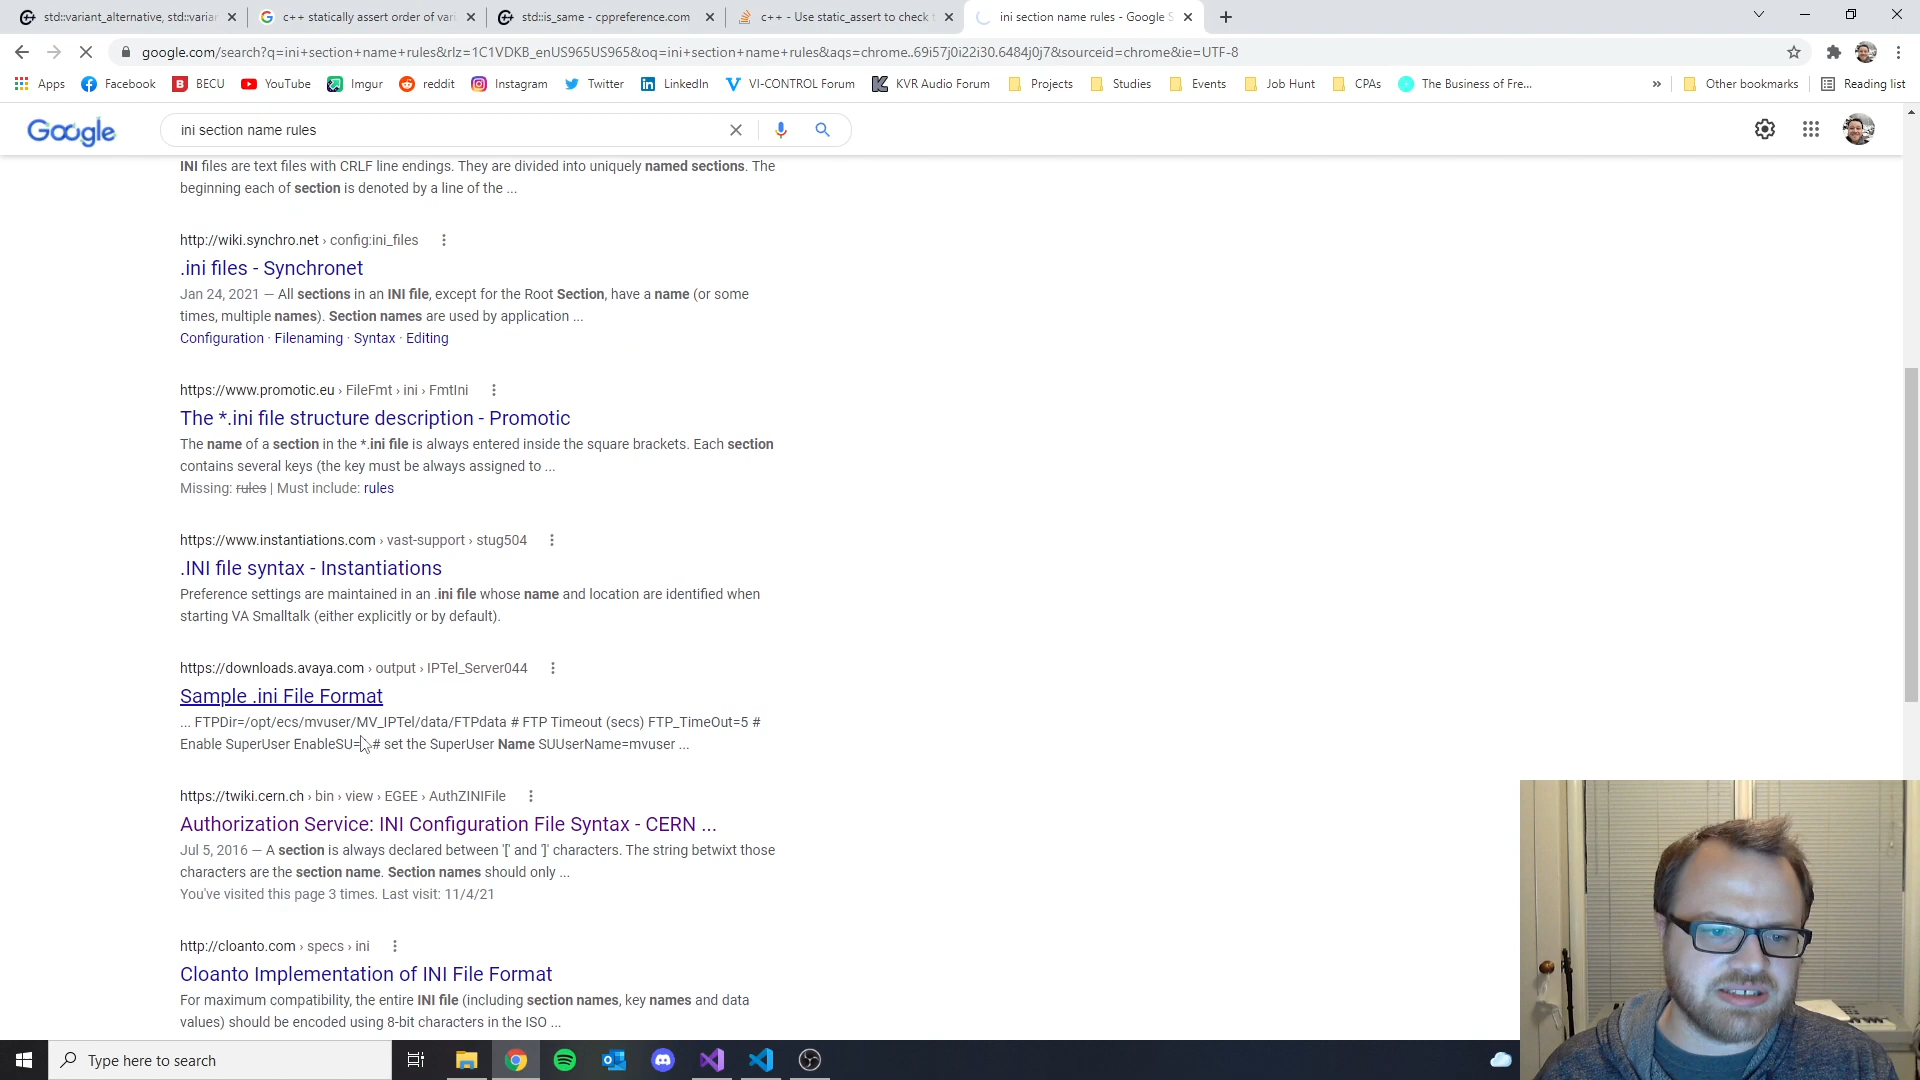 std::variant_alternative, std::varian
c++ statically assert order of vari
std::is_same - cppreference.com
c++ - Use static_assert to check t
ini section name rules - Google S
google.com/search?q=ini+section+name+rules&rlz=1C1VDKB_enUS965US965&oq=ini+section+name+rules&aqs=chrome..69i57j0i22i30.6484j0j7&sourceid=chrome&ie=UTF-8
Apps Facebook BECU YouTube Imgur reddit Instagram Twitter LinkedIn VI-CONTROL Forum KVR Audio Forum Projects Studies Events Job Hunt CPAs The Business of Fre... » Other bookmarks Reading list
Google ini section name rules
INI files are text files with CRLF line endings. They are divided into uniquely named sections. The
beginning each of section is denoted by a line of the ...
http://wiki.synchro.net › config:ini_files
.ini files - Synchronet
Jan 24, 2021 — All sections in an INI file, except for the Root Section, have a name (or some
times, multiple names). Section names are used by application ...
Configuration · Filenaming · Syntax · Editing
https://www.promotic.eu › FileFmt › ini › FmtIni
The *.ini file structure description - Promotic
The name of a section in the *.ini file is always entered inside the square brackets. Each section
contains several keys (the key must be always assigned to ...
Missing: rules | Must include: rules
https://www.instantiations.com › vast-support › stug504
.INI file syntax - Instantiations
Preference settings are maintained in an .ini file whose name and location are identified when
starting VA Smalltalk (either explicitly or by default).
https://downloads.avaya.com › output › IPTel_Server044
Sample .ini File Format
... FTPDir=/opt/ecs/mvuser/MV_IPTel/data/FTPdata # FTP Timeout (secs) FTP_TimeOut=5 #
Enable SuperUser # set the SuperUser Name SUUserName=mvuser ...
https://twiki.cern.ch › bin › view › EGEE › AuthZINIFile
Authorization Service: INI Configuration File Syntax - CERN ...
Jul 5, 2016 — A section is always declared between '[' and ']' characters. The string betwixt those
characters are the section name. Section names should only ...
You've visited this page 3 times. Last visit: 11/4/21
http://cloanto.com › specs › ini
Cloanto Implementation of INI File Format
For maximum compatibility, the entire INI file (including section names, key names and data
values) should be encoded using 8-bit characters in the ISO ...
Type here to search